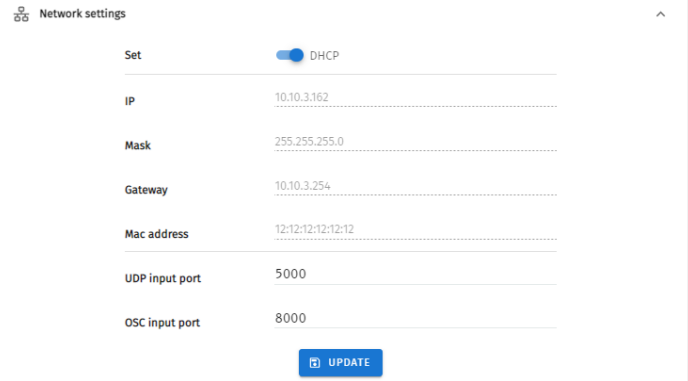 Network settings
Set DHCP
IP 10.10.3.162
Mask 255.255.255.0
Gateway 10.10.3.254
Mac address 12:12:12:12:12:12
UDP input port 5000
OSC input port 8000
UPDATE